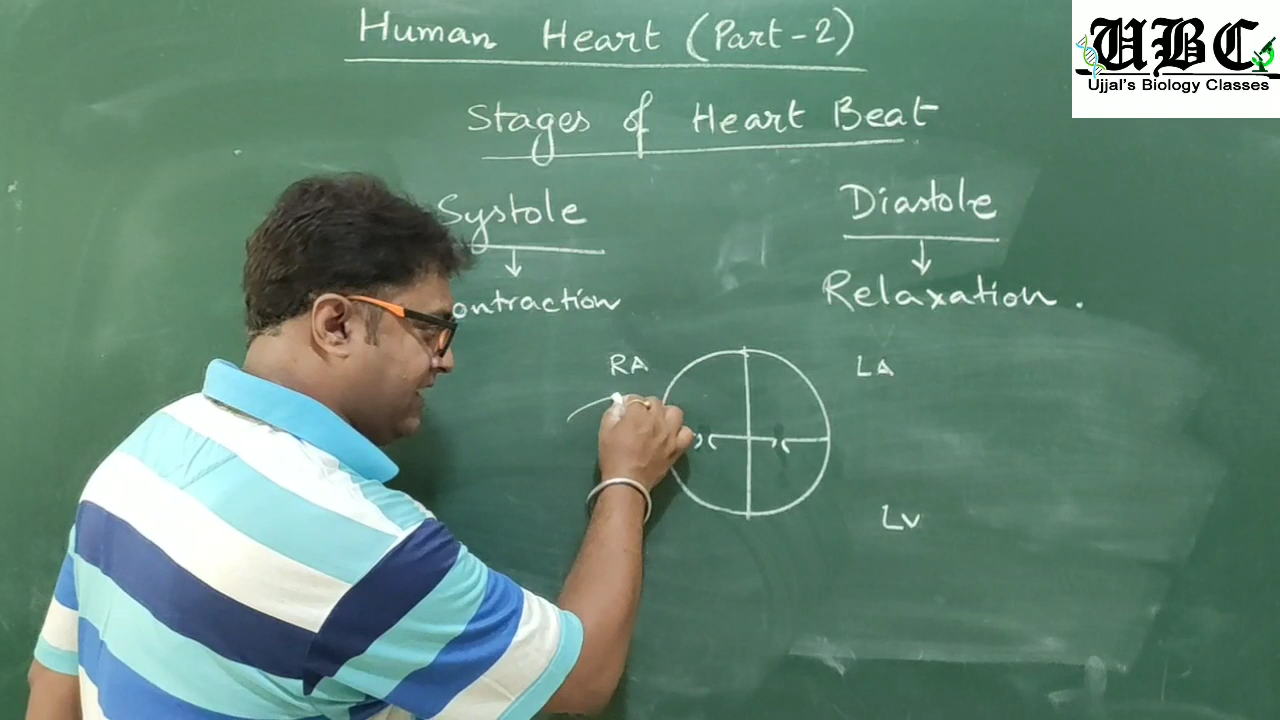 Human Heart (Part-2)
UBC
Ujjal's Biology Classes
Stages of Heart Beat
Systole
Diastole
ontraction
Relaxation.
RA
LA
LV